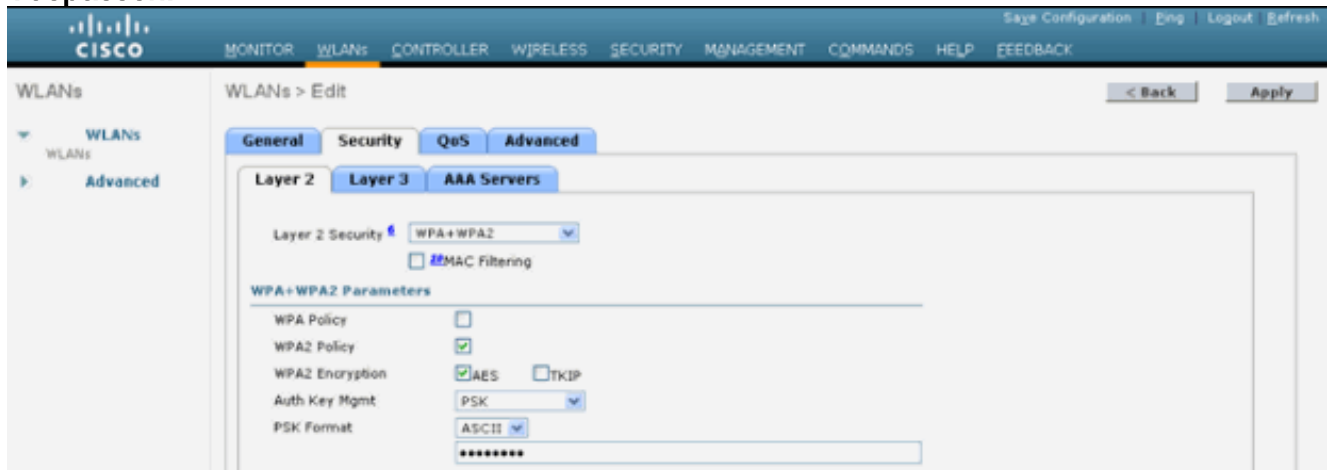 Save Configuration | Ping | Logout | Refresh
CISCO
MONITOR WLANs CONTROLLER WIRELESS SECURITY MANAGEMENT COMMANDS HELP FEEDBACK
WLANs
WLANs > Edit
< Back
Apply
WLANs
WLANs
Advanced
General Security QoS Advanced
Layer 2 Layer 3 AAA Servers
Layer 2 Security 6 WPA+WPA2
MAC Filtering
WPA+WPA2 Parameters
WPA Policy
WPA2 Policy
WPA2 Encryption AES TKIP
Auth Key Mgmt PSK
PSK Format ASCII
••••••••